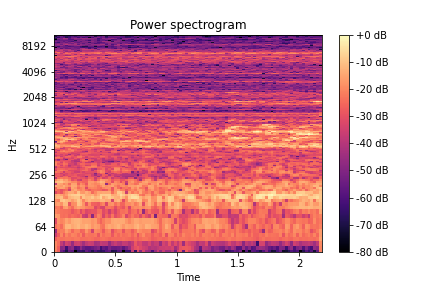 Power spectrogram
8192
4096
2048
1024
512
256
128
64
0
Hz
0
0.5
1
1.5
2
Time
+0 dB
-10 dB
-20 dB
-30 dB
-40 dB
-50 dB
-60 dB
-70 dB
-80 dB